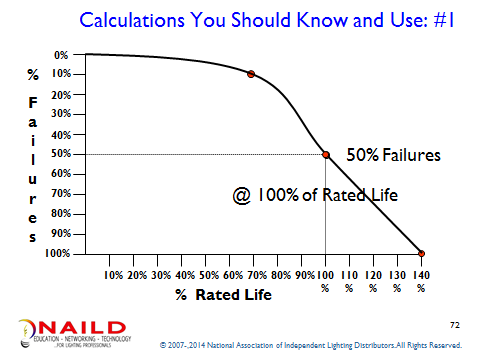 Calculations You Should Know and Use: #1
% Failures
0%
10%
20%
30%
40%
50%
60%
70%
80%
90%
100%
50% Failures
@ 100% of Rated Life
10% 20% 30% 40% 50% 60% 70% 80% 90% 100% 110% 120% 130% 140%
% Rated Life
NAILD
EDUCATION - NETWORKING - TECHNOLOGY
...FOR LIGHTING PROFESSIONALS
72
© 2007-,2014 National Association of Independent Lighting Distributors.All Rights Reserved.